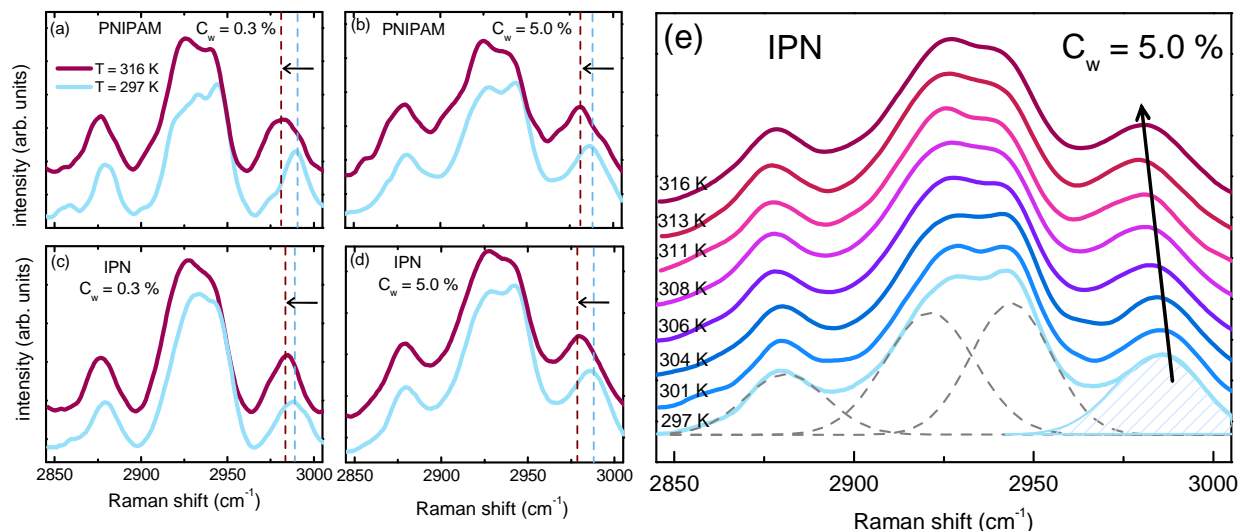 (a)
PNIPAM
C_w = 0.3 %
T = 316 K
T = 297 K
(b)
PNIPAM
C_w = 5.0 %
intensity (arb. units)
(c)
IPN
C_w = 0.3 %
(d)
IPN
C_w = 5.0 %
intensity (arb. units)
2850 2900 2950 3000
2850 2900 2950 3000
Raman shift (cm⁻¹)
Raman shift (cm⁻¹)
(e)
IPN
C_w = 5.0 %
316 K
313 K
311 K
308 K
306 K
304 K
301 K
297 K
2850 2900 2950 3000
Raman shift (cm⁻¹)